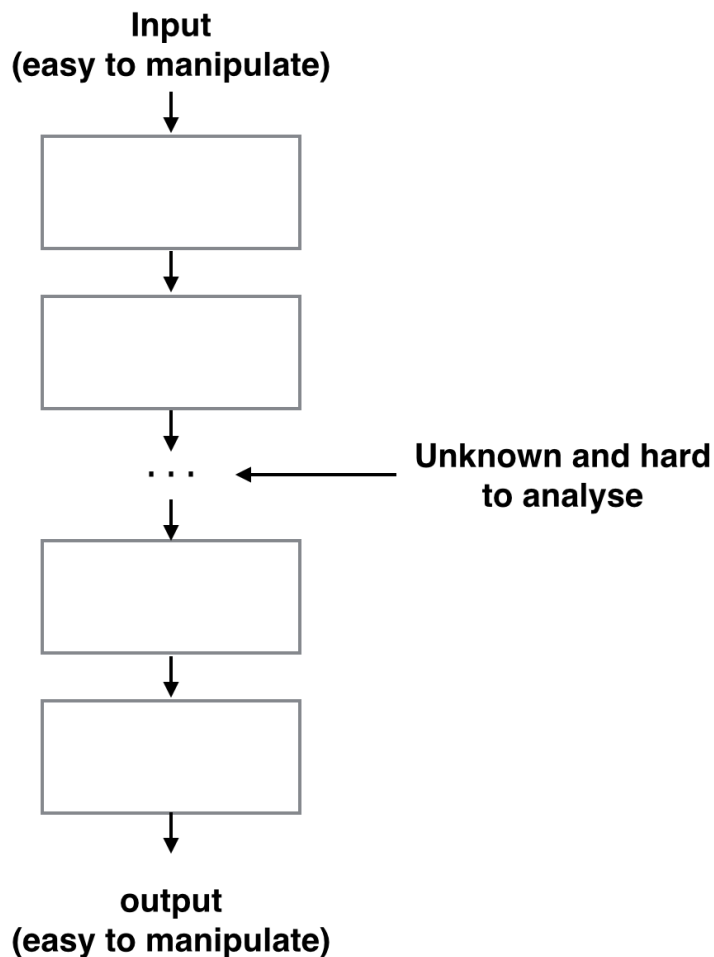 Input
(easy to manipulate)
...
Unknown and hard
to analyse
output
(easy to manipulate)